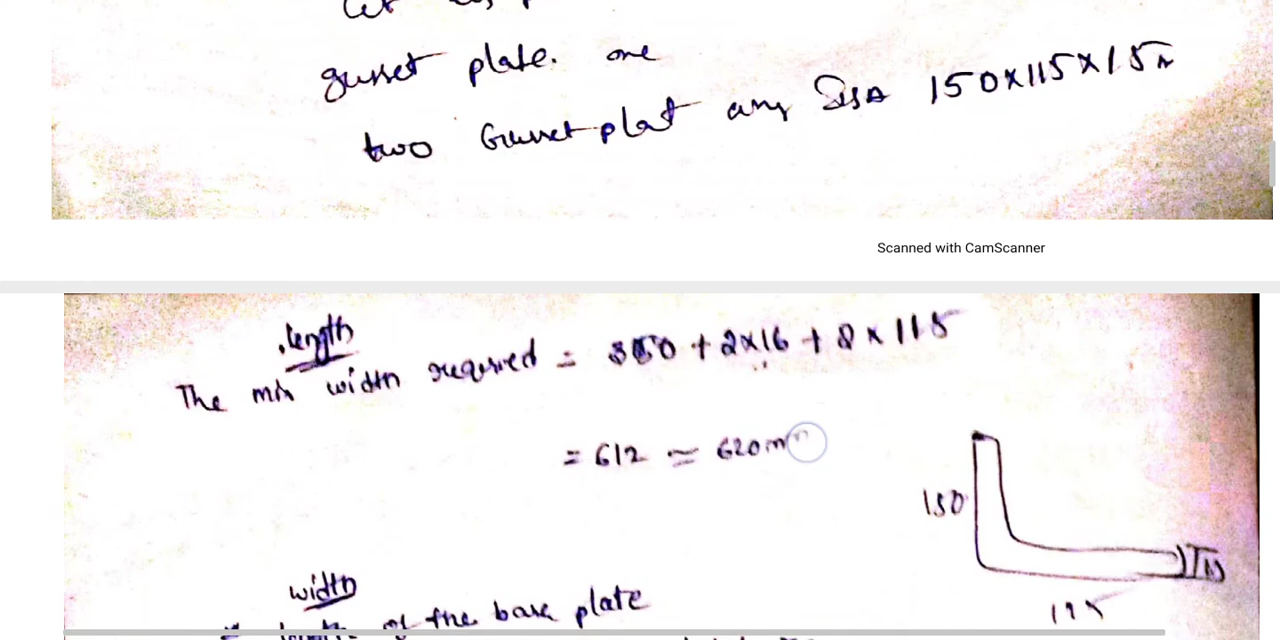 gusset plate. one
two Gusset plat any ISA 150×115×15
Scanned with CamScanner
length
The min width required = 350 + 2×16 + 2×115
= 612 ≃ 620mm
150
115
width
of the base plate